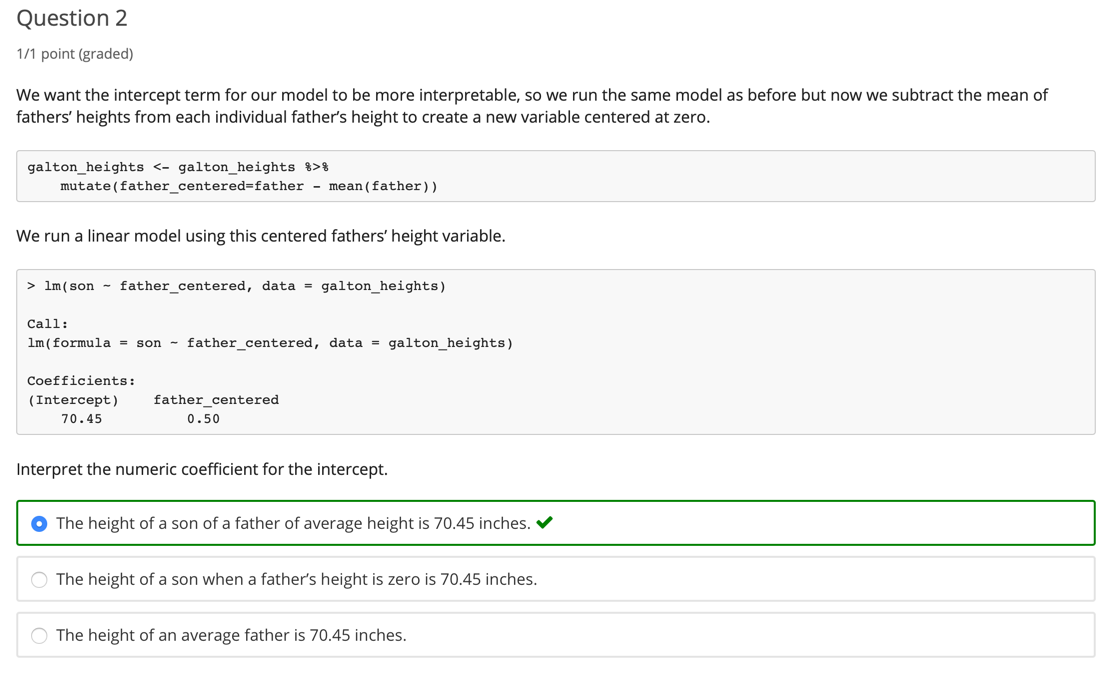 Question 2
1/1 point (graded)
We want the intercept term for our model to be more interpretable, so we run the same model as before but now we subtract the mean of
fathers’ heights from each individual father’s height to create a new variable centered at zero.
galton_heights <- galton_heights %>%
    mutate(father_centered=father - mean(father))
We run a linear model using this centered fathers’ height variable.
> lm(son ~ father_centered, data = galton_heights)
Call:
lm(formula = son ~ father_centered, data = galton_heights)
Coefficients:
(Intercept)    father_centered
    70.45          0.50
Interpret the numeric coefficient for the intercept.
The height of a son of a father of average height is 70.45 inches.
The height of a son when a father’s height is zero is 70.45 inches.
The height of an average father is 70.45 inches.